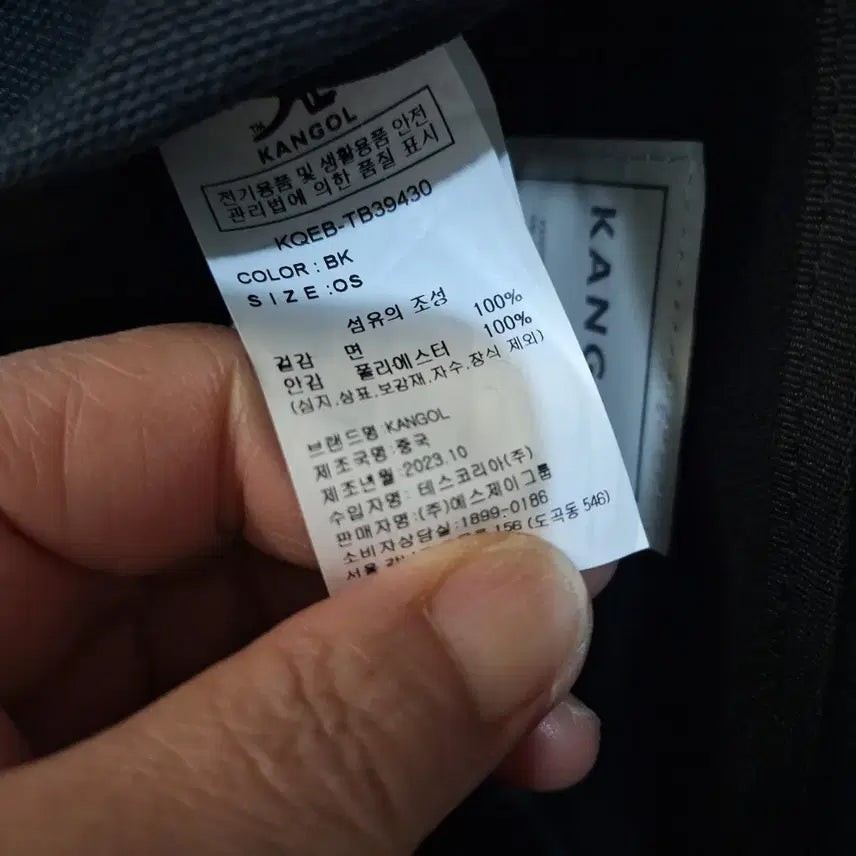 TM
KANGOL
전기용품 및 생활용품 안전
관리법에 의한 품질 표시
KQEB-TB39430
COLOR : BK
SIZE :OS
섬유의 조성
겉감 면 100%
안감 폴리에스터 100%
(심지.상표.보강재.자수.장식 제외)
브랜드명:KANGOL
제조국명:중국
제조년월:2023.10
수입자명: 테스코리아(주)
판매자명:(주)에스제이그룹
소비자상담실:1899-0186
서울 156 (도곡동 546)
KANG